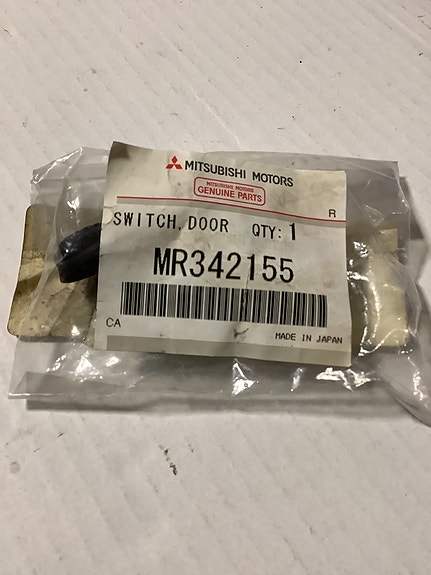 MITSUBISHI MOTORS
MITSUBISHI MOTORS
GENUINE PARTS
R
SWITCH, DOOR QTY: 1
MR342155
CA
MADE IN JAPAN